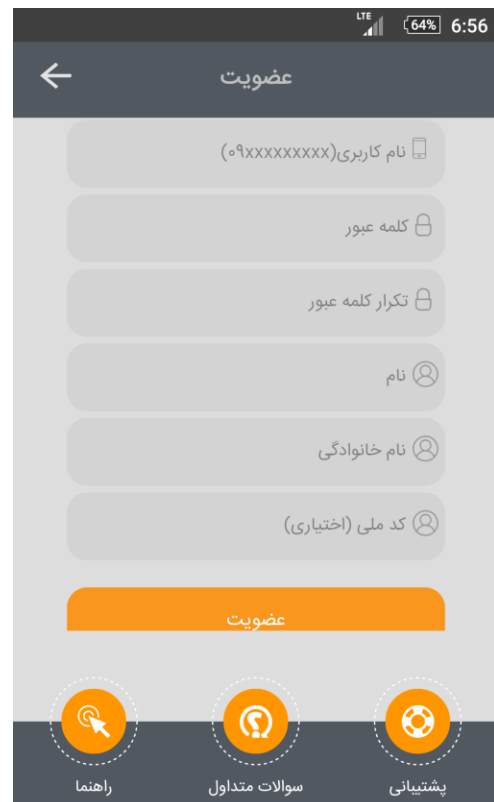 LTE 64% 6:56
عضویت
نام کاربری(۰۹xxxxxxxxx)
کلمه عبور
تکرار کلمه عبور
نام
نام خانوادگی
کد ملی (اختیاری)
عضویت
پشتیبانی سوالات متداول راهنما